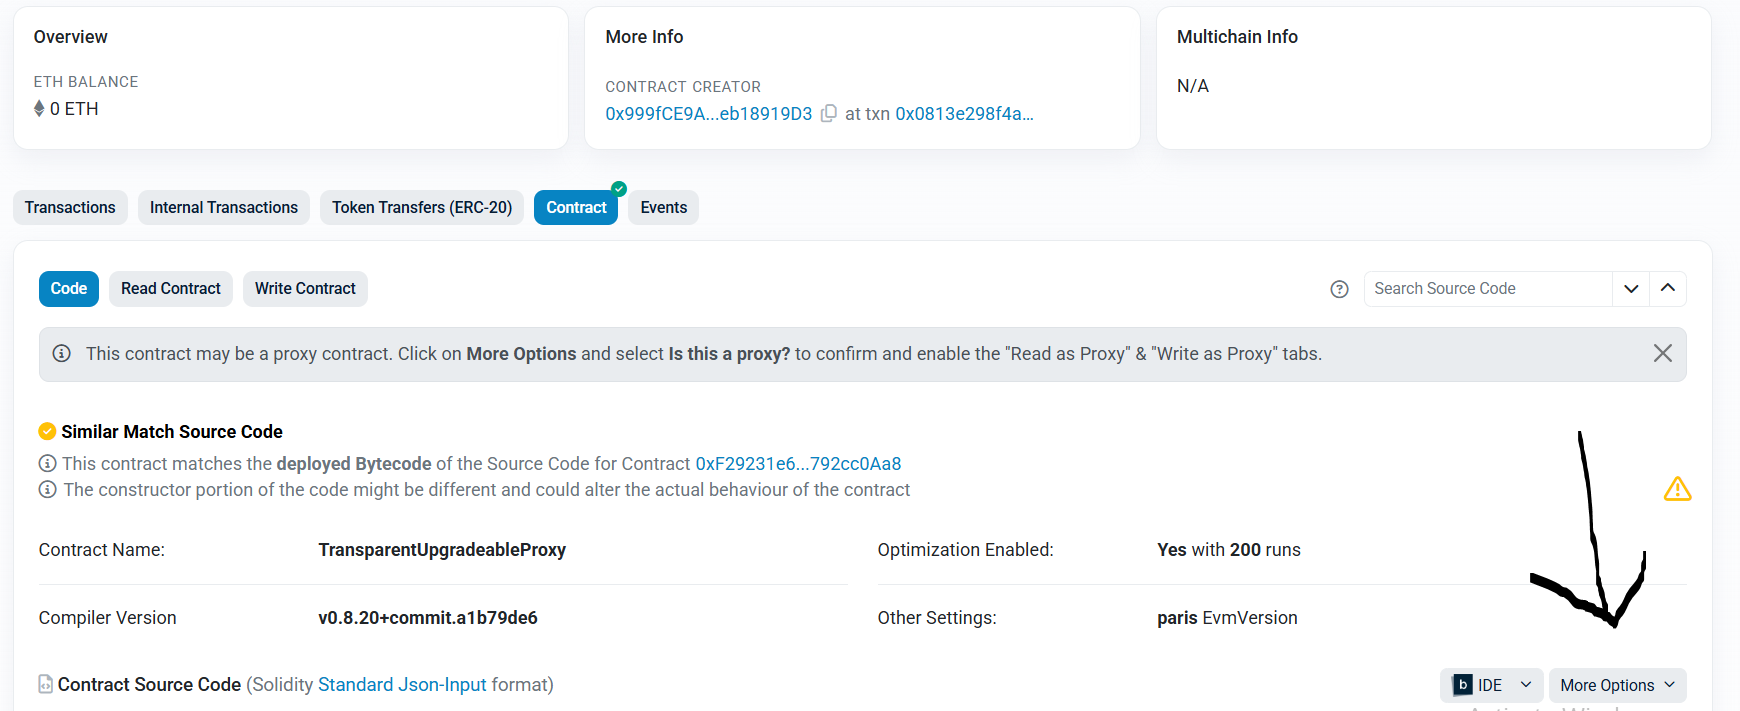 Overview
ETH BALANCE
0 ETH
More Info
CONTRACT CREATOR
0x999fCE9A...eb18919D3 at txn 0x0813e298f4a...
Multichain Info
N/A
Transactions
Internal Transactions
Token Transfers (ERC-20)
Contract
Events
Code
Read Contract
Write Contract
Search Source Code
This contract may be a proxy contract. Click on More Options and select Is this a proxy? to confirm and enable the "Read as Proxy" & "Write as Proxy" tabs.
Similar Match Source Code
This contract matches the deployed Bytecode of the Source Code for Contract 0xF29231e6...792cc0Aa8
The constructor portion of the code might be different and could alter the actual behaviour of the contract
Contract Name: TransparentUpgradeableProxy
Optimization Enabled: Yes with 200 runs
Compiler Version v0.8.20+commit.a1b79de6
Other Settings: paris EvmVersion
Contract Source Code (Solidity Standard Json-Input format)
b IDE
More Options